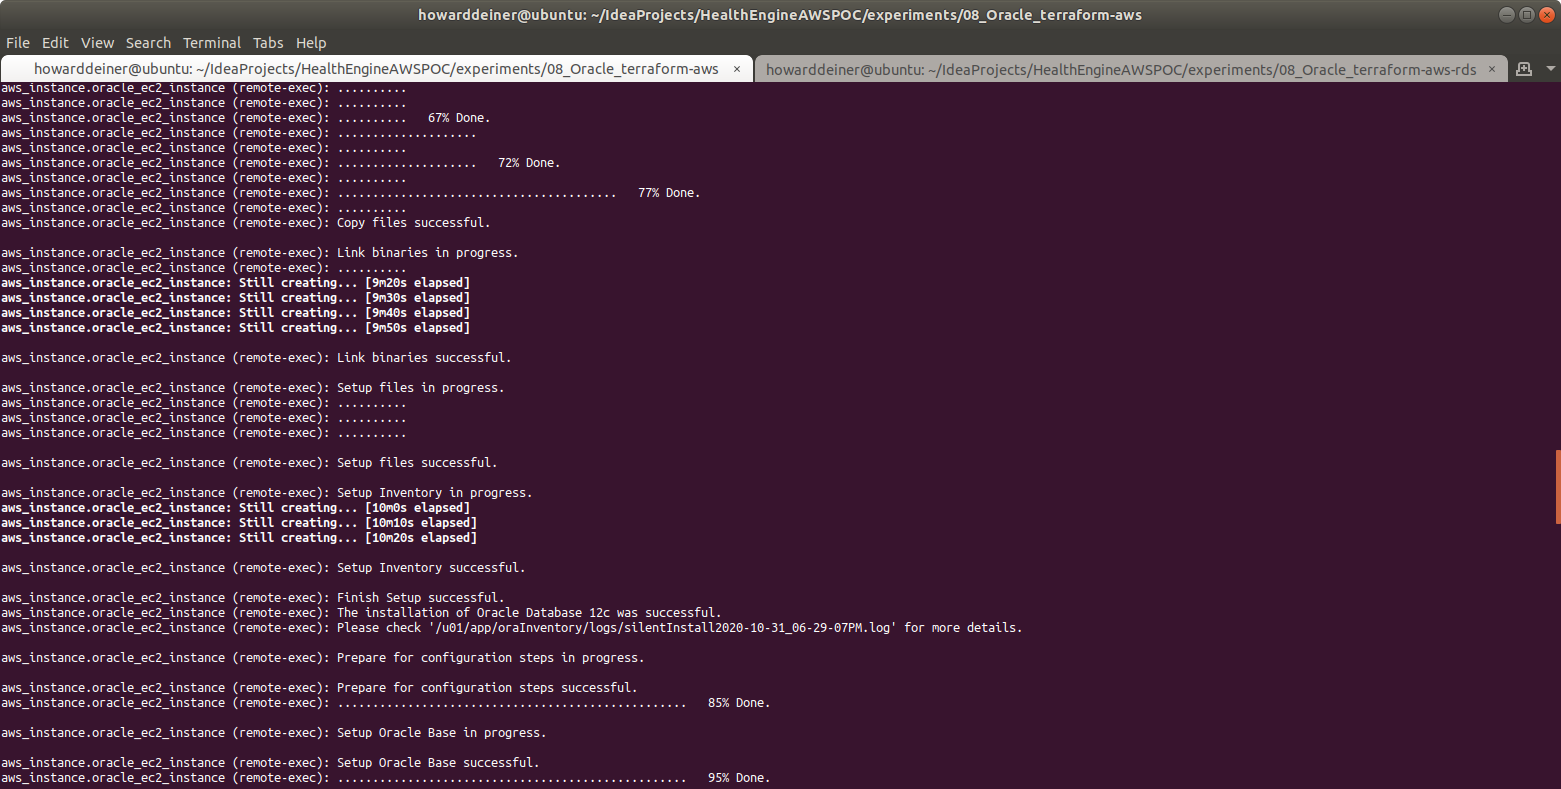 howarddeiner@ubuntu: ~/IdeaProjects/HealthEngineAWSPOC/experiments/08_Oracle_terraform-aws
File Edit View Search Terminal Tabs Help
howarddeiner@ubuntu: ~/IdeaProjects/HealthEngineAWSPOC/experiments/08_Oracle_terraform-aws × howarddeiner@ubuntu: ~/IdeaProjects/HealthEngineAWSPOC/experiments/08_Oracle_terraform-aws-rds ×
aws_instance.oracle_ec2_instance (remote-exec): ..........
aws_instance.oracle_ec2_instance (remote-exec): ..........
aws_instance.oracle_ec2_instance (remote-exec): ..........   67% Done.
aws_instance.oracle_ec2_instance (remote-exec): ....................
aws_instance.oracle_ec2_instance (remote-exec): ..........
aws_instance.oracle_ec2_instance (remote-exec): ....................   72% Done.
aws_instance.oracle_ec2_instance (remote-exec): ..........
aws_instance.oracle_ec2_instance (remote-exec): ........................................   77% Done.
aws_instance.oracle_ec2_instance (remote-exec): ..........
aws_instance.oracle_ec2_instance (remote-exec): Copy files successful.
aws_instance.oracle_ec2_instance (remote-exec): Link binaries in progress.
aws_instance.oracle_ec2_instance (remote-exec): ..........
aws_instance.oracle_ec2_instance: Still creating... [9m20s elapsed]
aws_instance.oracle_ec2_instance: Still creating... [9m30s elapsed]
aws_instance.oracle_ec2_instance: Still creating... [9m40s elapsed]
aws_instance.oracle_ec2_instance: Still creating... [9m50s elapsed]
aws_instance.oracle_ec2_instance (remote-exec): Link binaries successful.
aws_instance.oracle_ec2_instance (remote-exec): Setup files in progress.
aws_instance.oracle_ec2_instance (remote-exec): ..........
aws_instance.oracle_ec2_instance (remote-exec): ..........
aws_instance.oracle_ec2_instance (remote-exec): ..........
aws_instance.oracle_ec2_instance (remote-exec): Setup files successful.
aws_instance.oracle_ec2_instance (remote-exec): Setup Inventory in progress.
aws_instance.oracle_ec2_instance: Still creating... [10m0s elapsed]
aws_instance.oracle_ec2_instance: Still creating... [10m10s elapsed]
aws_instance.oracle_ec2_instance: Still creating... [10m20s elapsed]
aws_instance.oracle_ec2_instance (remote-exec): Setup Inventory successful.
aws_instance.oracle_ec2_instance (remote-exec): Finish Setup successful.
aws_instance.oracle_ec2_instance (remote-exec): The installation of Oracle Database 12c was successful.
aws_instance.oracle_ec2_instance (remote-exec): Please check '/u01/app/oraInventory/logs/silentInstall2020-10-31_06-29-07PM.log' for more details.
aws_instance.oracle_ec2_instance (remote-exec): Prepare for configuration steps in progress.
aws_instance.oracle_ec2_instance (remote-exec): Prepare for configuration steps successful.
aws_instance.oracle_ec2_instance (remote-exec): ..................................................   85% Done.
aws_instance.oracle_ec2_instance (remote-exec): Setup Oracle Base in progress.
aws_instance.oracle_ec2_instance (remote-exec): Setup Oracle Base successful.
aws_instance.oracle_ec2_instance (remote-exec): ..................................................   95% Done.